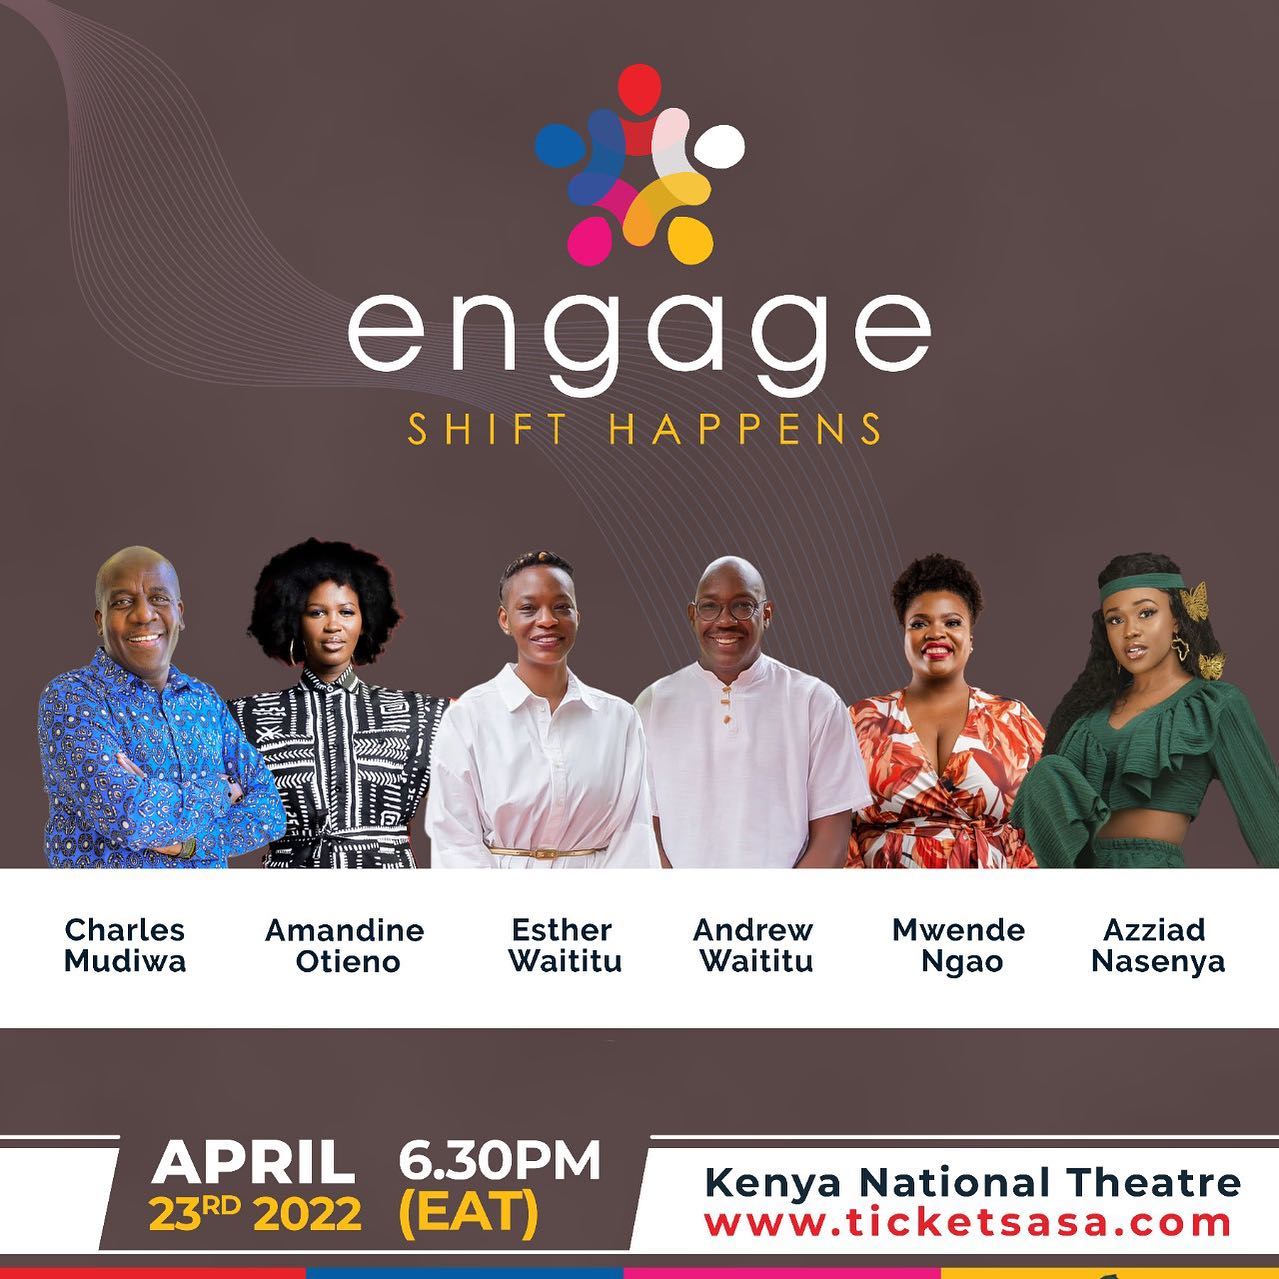 engage
SHIFT HAPPENS
Charles Mudiwa
Amandine Otieno
Esther Waititu
Andrew Waititu
Mwende Ngao
Azziad Nasenya
APRIL
23RD 2022
6.30PM
(EAT)
Kenya National Theatre
www.ticketsasa.com